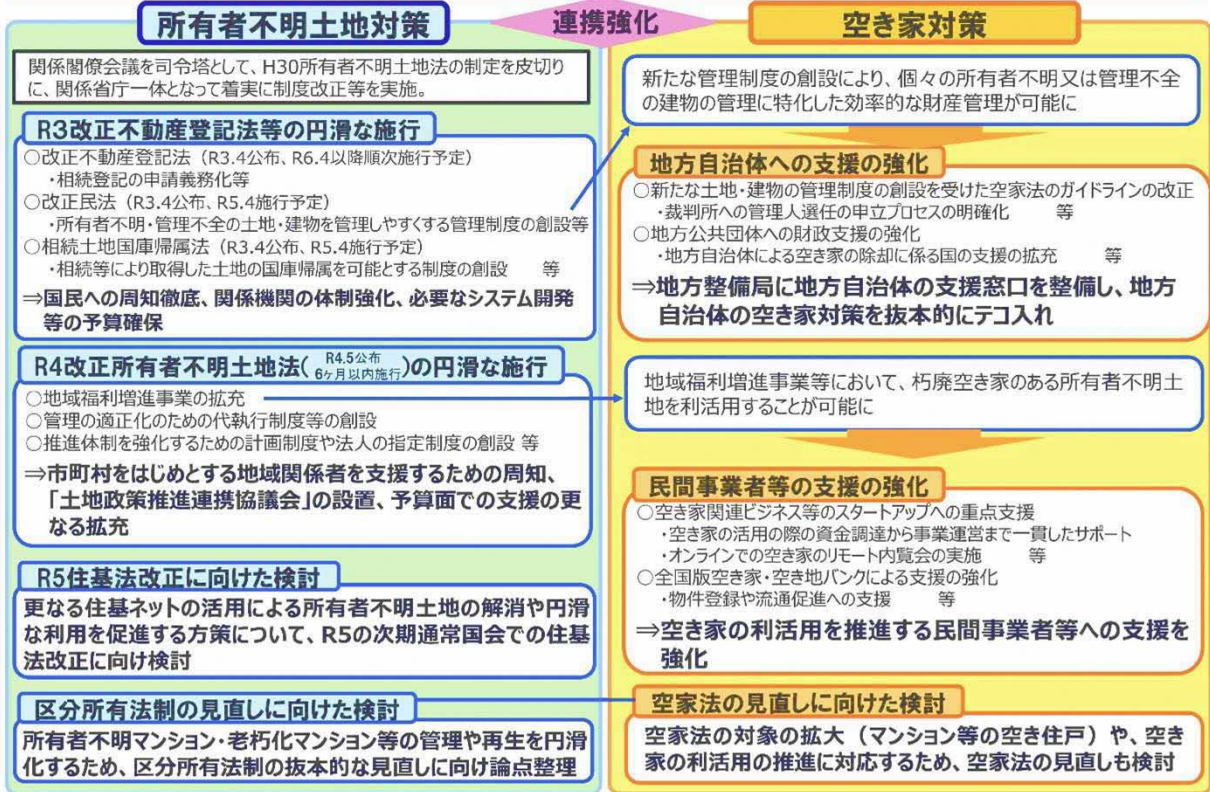 所有者不明土地対策
連携強化
空き家対策
関係閣僚会議を司令塔として、H30所有者不明土地法の制定を皮切り
に、関係省庁一体となって着実に制度改正等を実施。
R3改正不動産登記法等の円滑な施行
○改正不動産登記法（R3.4公布、R6.4以降順次施行予定）
・相続登記の申請義務化等
○改正民法（R3.4公布、R5.4施行予定）
・所有者不明・管理不全の土地・建物を管理しやすくする管理制度の創設等
○相続土地国庫帰属法（R3.4公布、R5.4施行予定）
・相続等により取得した土地の国庫帰属を可能とする制度の創設　等
⇒国民への周知徹底、関係機関の体制強化、必要なシステム開発
等の予算確保
R4改正所有者不明土地法(R4.5公布 6ヶ月以内施行)の円滑な施行
○地域福利増進事業の拡充
○管理の適正化のための代執行制度等の創設
○推進体制を強化するための計画制度や法人の指定制度の創設 等
⇒市町村をはじめとする地域関係者を支援するための周知、
「土地政策推進連携協議会」の設置、予算面での支援の更
なる拡充
R5住基法改正に向けた検討
更なる住基ネットの活用による所有者不明土地の解消や円滑
な利用を促進する方策について、R5の次期通常国会での住基
法改正に向け検討
区分所有法制の見直しに向けた検討
所有者不明マンション・老朽化マンション等の管理や再生を円滑
化するため、区分所有法制の抜本的な見直しに向け論点整理
新たな管理制度の創設により、個々の所有者不明又は管理不全
の建物の管理に特化した効率的な財産管理が可能に
地方自治体への支援の強化
○新たな土地・建物の管理制度の創設を受けた空家法のガイドラインの改正
・裁判所への管理人選任の申立プロセスの明確化　等
○地方公共団体への財政支援の強化
・地方自治体による空き家の除却に係る国の支援の拡充　等
⇒地方整備局に地方自治体の支援窓口を整備し、地方
自治体の空き家対策を抜本的にテコ入れ
地域福利増進事業等において、朽廃空き家のある所有者不明土
地を利活用することが可能に
民間事業者等の支援の強化
○空き家関連ビジネス等のスタートアップへの重点支援
・空き家の活用の際の資金調達から事業運営まで一貫したサポート
・オンラインでの空き家のリモート内覧会の実施　等
○全国版空き家・空き地バンクによる支援の強化
・物件登録や流通促進への支援　等
⇒空き家の利活用を推進する民間事業者等への支援を
強化
空家法の見直しに向けた検討
空家法の対象の拡大（マンション等の空き住戸）や、空き
家の利活用の推進に対応するため、空家法の見直しも検討